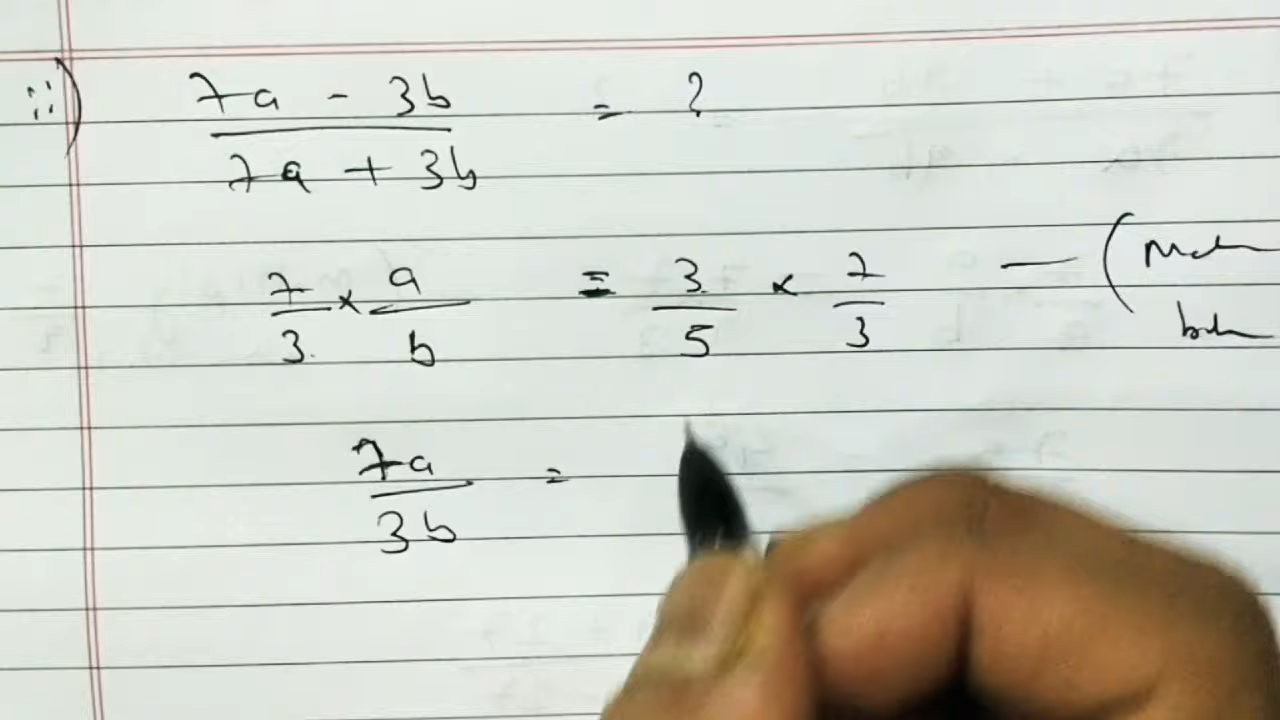 ii) (7a - 3b)/(7a + 3b) = ?
7/3 × a/b = 3/5 × 7/3 — (
7a/3b =